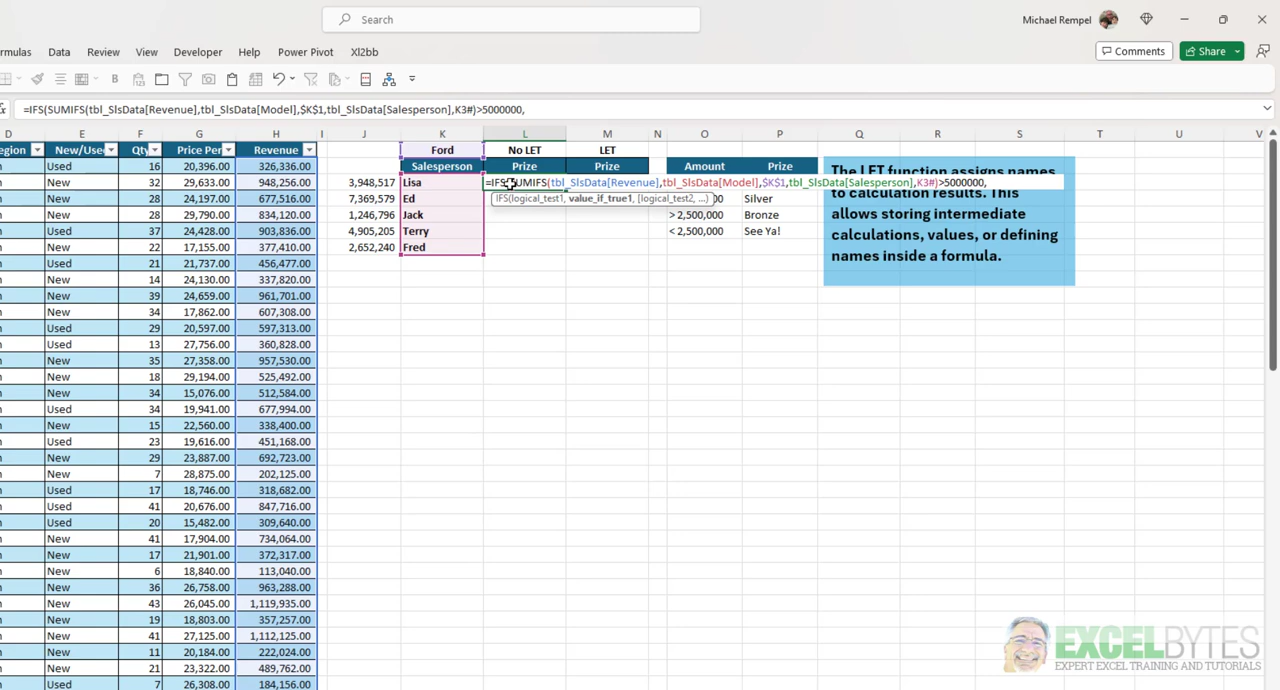 Search
Michael Rempel
rmulas Data Review View Developer Help Power Pivot Xl2bb
Comments Share
=IFS(SUMIFS(tbl_SlsData[Revenue],tbl_SlsData[Model],$K$1,tbl_SlsData[Salesperson],K3#)>5000000,
D E F G H I J K L M N O P Q R S T U V
egion New/Used Qty Price Per Revenue Ford No LET LET
Used 16 20,396.00 326,336.00 Salesperson Prize Prize Amount Prize
New 32 29,633.00 948,256.00 3,948,517 Lisa =IFS(SUMIFS(tbl_SlsData[Revenue],tbl_SlsData[Model],$K$1,tbl_SlsData[Salesperson],K3#)>5000000,
New 28 24,197.00 677,516.00 7,369,579 Ed IFS(logical_test1, value_if_true1, [logical_test2, ...) 00 Silver
New 28 29,790.00 834,120.00 1,246,796 Jack > 2,500,000 Bronze
Used 37 24,428.00 903,836.00 4,905,205 Terry < 2,500,000 See Ya!
New 22 17,155.00 377,410.00 2,652,240 Fred
The LET function assigns names
to calculation results. This
allows storing intermediate
calculations, values, or defining
names inside a formula.
Used 21 21,737.00 456,477.00
New 14 24,130.00 337,820.00
New 39 24,659.00 961,701.00
New 34 17,862.00 607,308.00
Used 29 20,597.00 597,313.00
Used 13 27,756.00 360,828.00
New 35 27,358.00 957,530.00
New 18 29,194.00 525,492.00
New 34 15,076.00 512,584.00
Used 34 19,941.00 677,994.00
New 15 22,560.00 338,400.00
Used 23 19,616.00 451,168.00
New 29 23,887.00 692,723.00
New 7 28,875.00 202,125.00
Used 17 18,746.00 318,682.00
Used 41 20,676.00 847,716.00
Used 20 15,482.00 309,640.00
New 41 17,904.00 734,064.00
New 17 21,901.00 372,317.00
New 6 18,840.00 113,040.00
Used 36 26,758.00 963,288.00
New 43 26,045.00 1,119,935.00
New 19 18,803.00 357,257.00
New 41 27,125.00 1,112,125.00
New 11 20,184.00 222,024.00
New 21 23,322.00 489,762.00
Used 7 26,308.00 184,156.00
EXCELBYTES
EXPERT EXCEL TRAINING AND TUTORIALS